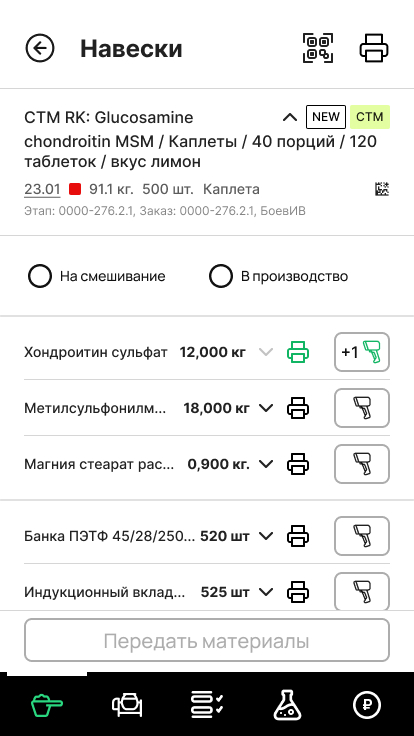 Навески
СТМ RK: Glucosamine NEW СТМ
chondroitin MSM / Каплеты / 40 порций / 120
таблеток / вкус лимон
23.01 91.1 кг. 500 шт. Каплета
Этап: 0000-276.2.1, Заказ: 0000-276.2.1, БоевИВ
На смешивание В производство
Хондроитин сульфат 12,000 кг +1
Метилсульфонилм... 18,000 кг
Магния стеарат рас... 0,900 кг.
Банка ПЭТФ 45/28/250... 520 шт
Индукционный вклад... 525 шт
Передать материалы
₽